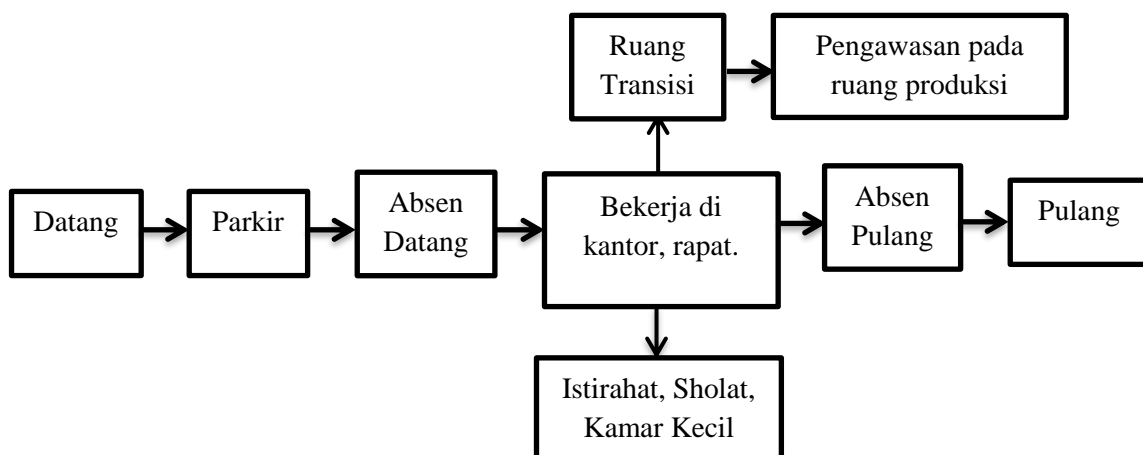 Ruang
Transisi
Pengawasan pada
ruang produksi
Datang
Parkir
Absen
Datang
Bekerja di
kantor, rapat.
Absen
Pulang
Pulang
Istirahat, Sholat,
Kamar Kecil